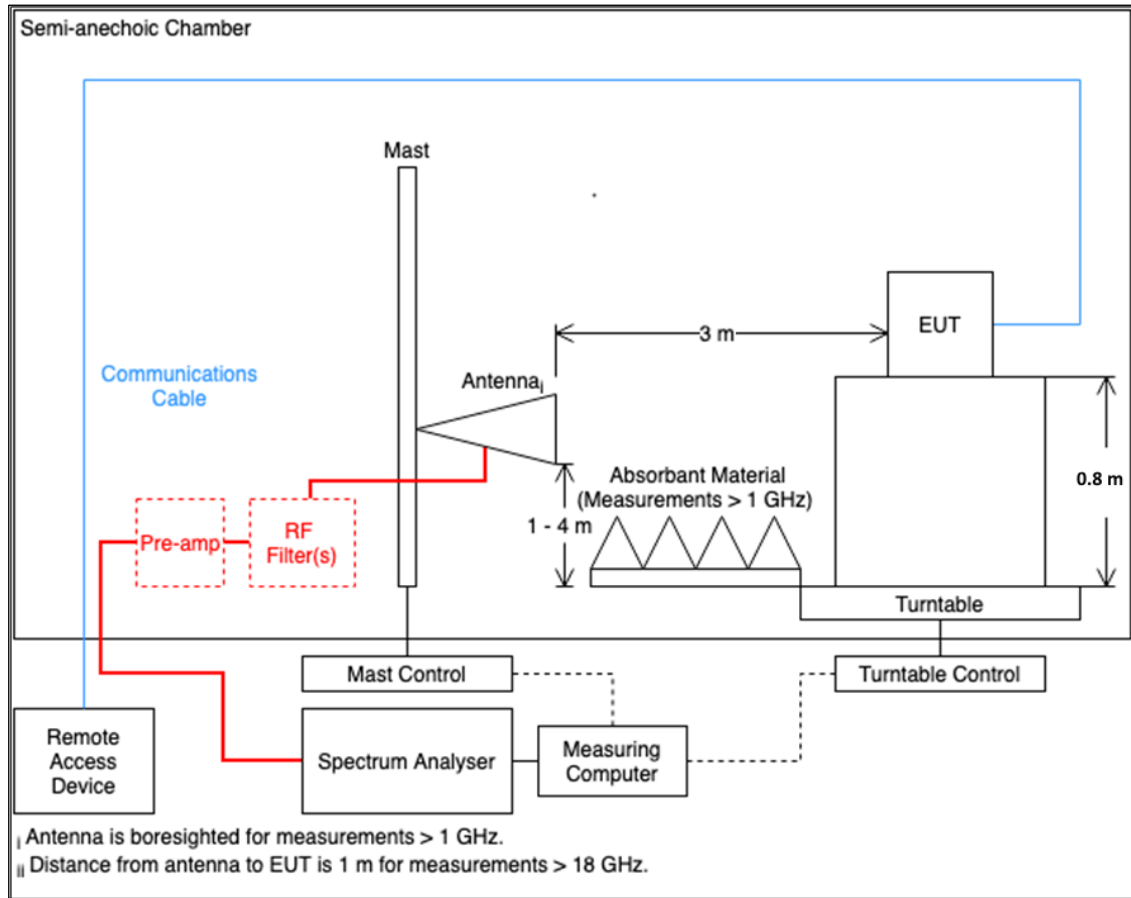 Semi-anechoic Chamber
Mast
EUT
3 m
Communications
Cable
Antennai
Absorbant Material
(Measurements > 1 GHz)
0.8 m
1 - 4 m
RF
Filter(s)
Pre-amp
Turntable
Mast Control
Turntable Control
Remote
Access
Device
Spectrum Analyser
Measuring
Computer
i Antenna is boresighted for measurements > 1 GHz.
ii Distance from antenna to EUT is 1 m for measurements > 18 GHz.